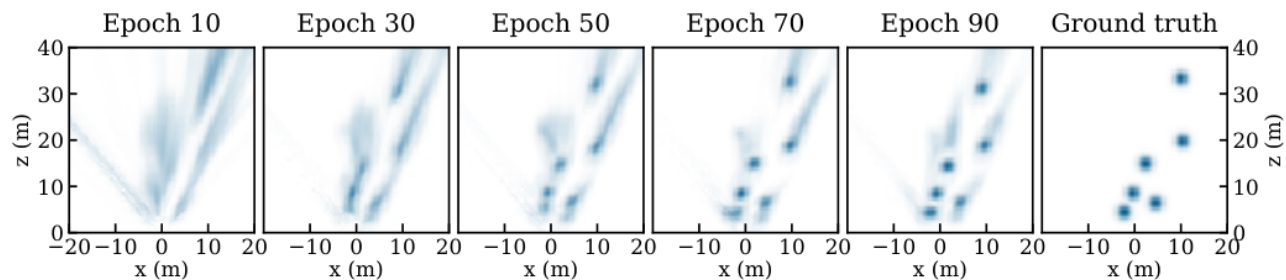 Epoch 10 Epoch 30 Epoch 50 Epoch 70 Epoch 90 Ground truth
40 40
30 30
z (m) z (m)
20 20
10 10
0 0
−20 −10 0 10 20 −10 0 10 20 −10 0 10 20 −10 0 10 20 −10 0 10 20 −10 0 10 20
x (m) x (m) x (m) x (m) x (m) x (m)